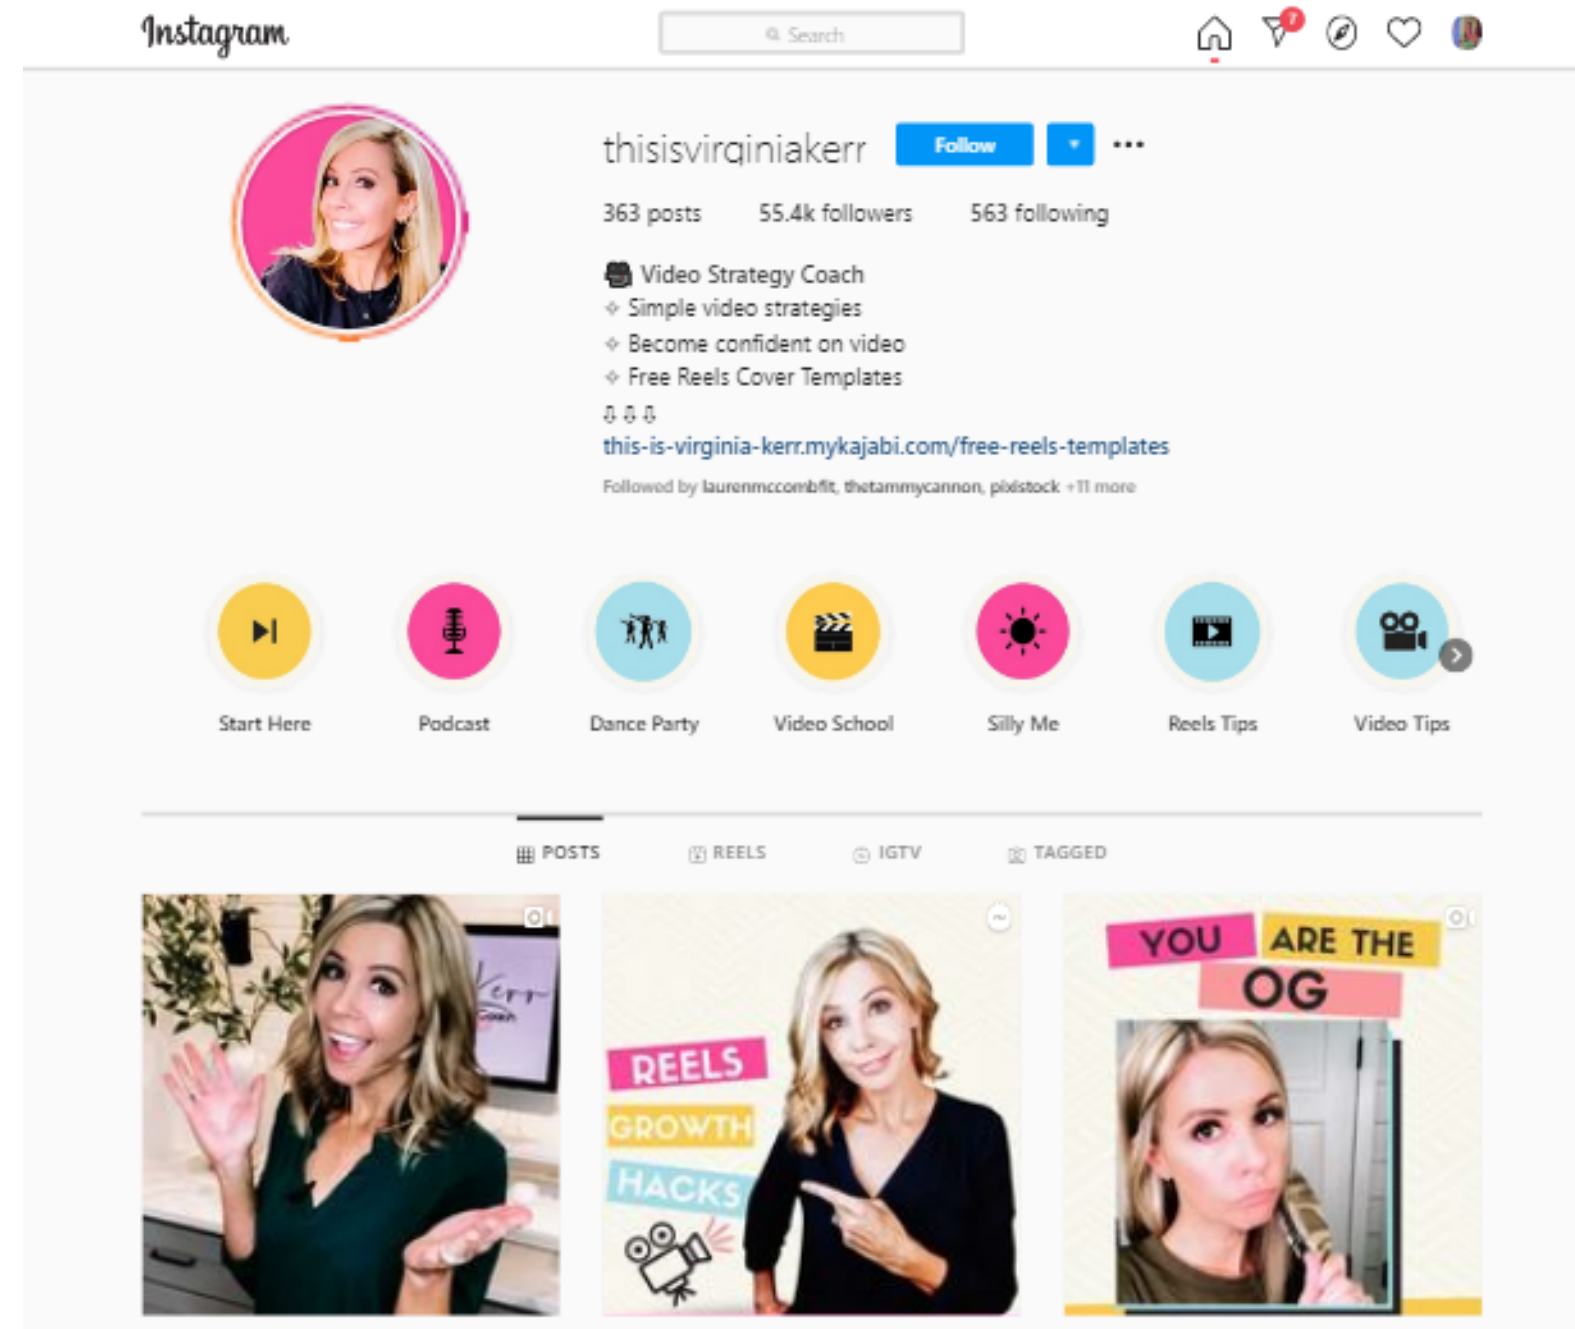 Instagram
Search
7
thisisvirginiakerr
Follow
363 posts 55.4k followers 563 following
Video Strategy Coach
✧ Simple video strategies
✧ Become confident on video
✧ Free Reels Cover Templates
⇩ ⇩ ⇩
this-is-virginia-kerr.mykajabi.com/free-reels-templates
Followed by laurenmccombfit, thetammycannon, pixistock +11 more
Start Here Podcast Dance Party Video School Silly Me Reels Tips Video Tips
POSTS REELS IGTV TAGGED
Kerr
Coach
REELS
GROWTH
HACKS
YOU ARE THE
OG